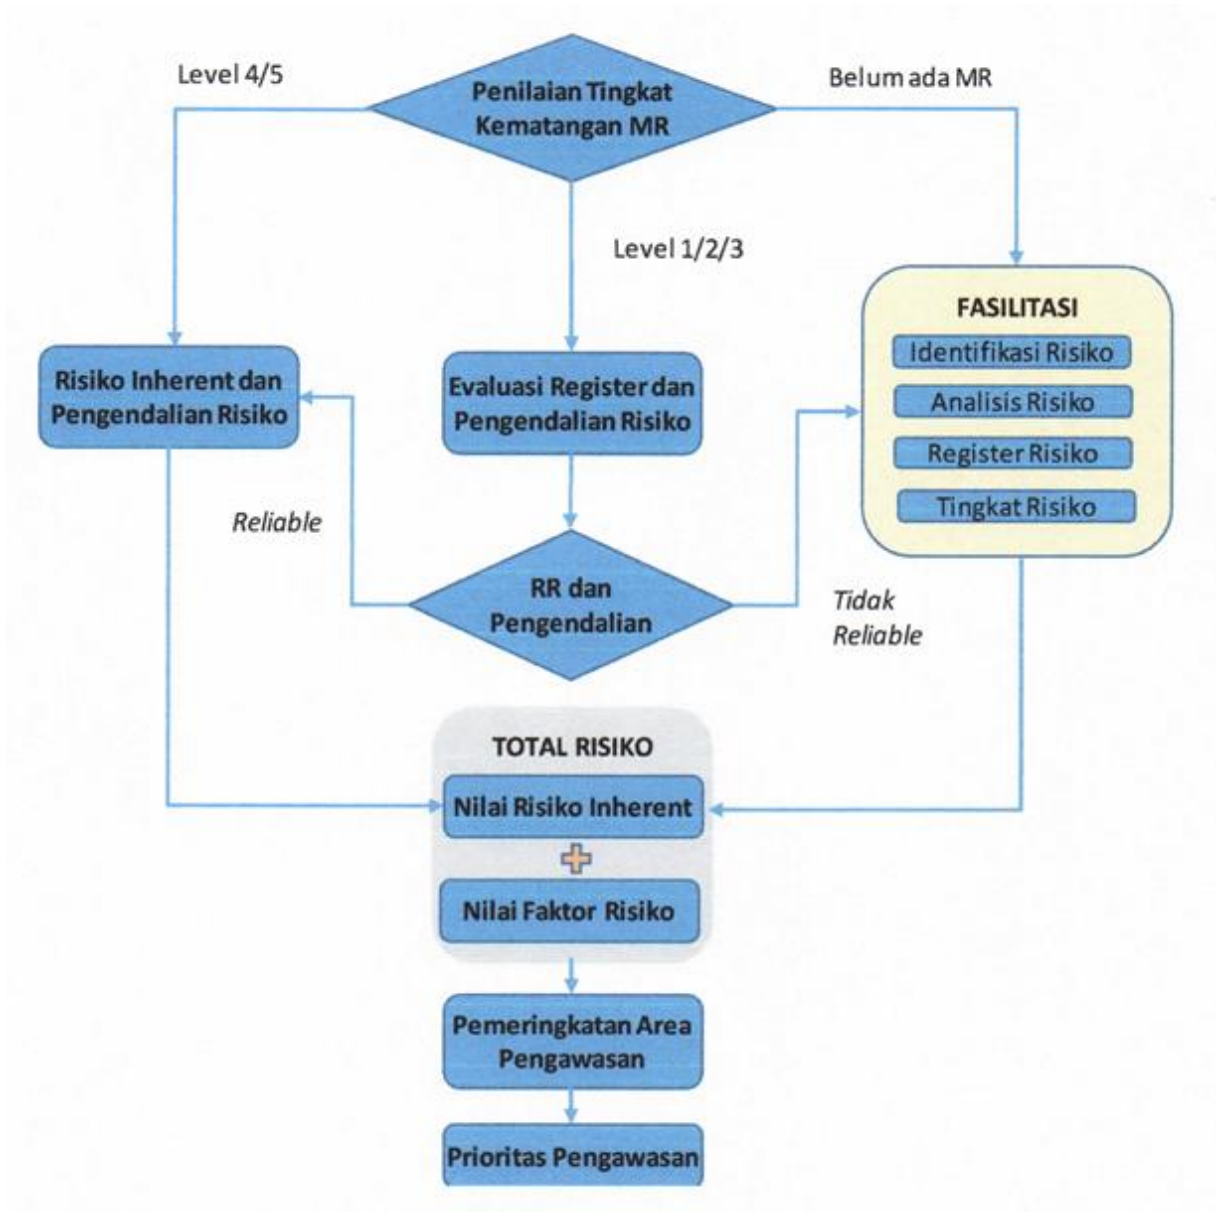 Level 4/5
Penilaian Tingkat
Kematangan MR
Belum ada MR
Level 1/2/3
Risiko Inherent dan
Pengendalian Risiko
Evaluasi Register dan
Pengendalian Risiko
FASILITASI
Identifikasi Risiko
Analisis Risiko
Register Risiko
Tingkat Risiko
Reliable
RR dan
Pengendalian
Tidak
Reliable
TOTAL RISIKO
Nilai Risiko Inherent
Nilai Faktor Risiko
Pemeringkatan Area
Pengawasan
Prioritas Pengawasan